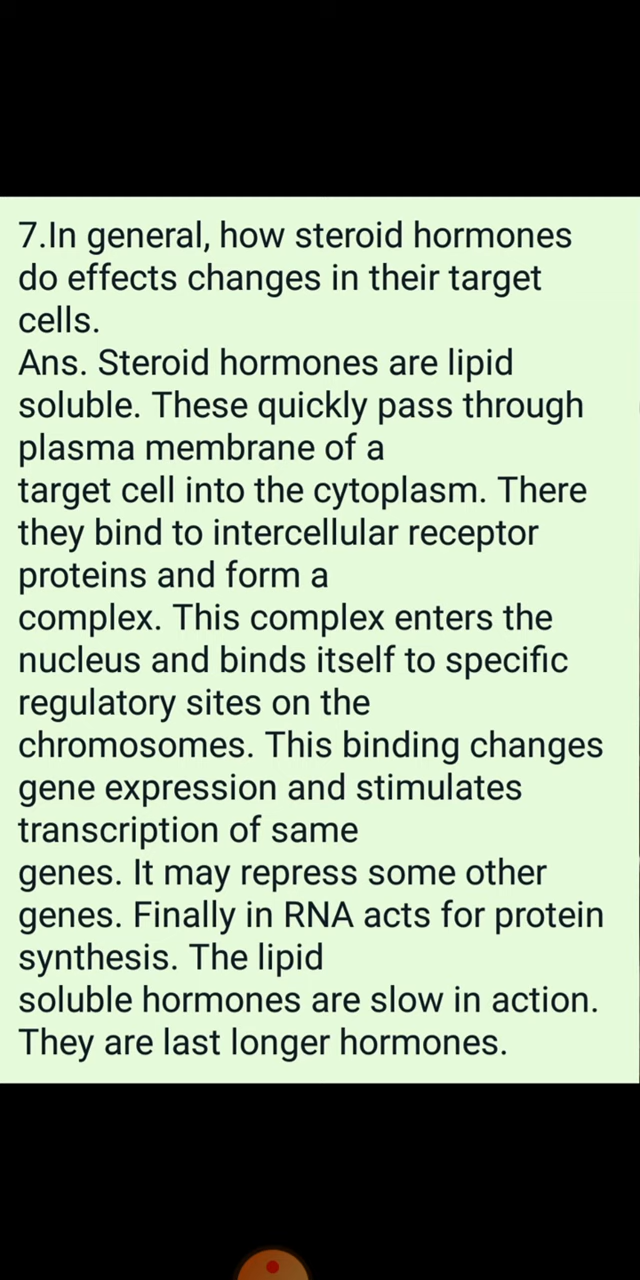 7.In general, how steroid hormones
do effects changes in their target
cells.
Ans. Steroid hormones are lipid
soluble. These quickly pass through
plasma membrane of a
target cell into the cytoplasm. There
they bind to intercellular receptor
proteins and form a
complex. This complex enters the
nucleus and binds itself to specific
regulatory sites on the
chromosomes. This binding changes
gene expression and stimulates
transcription of same
genes. It may repress some other
genes. Finally in RNA acts for protein
synthesis. The lipid
soluble hormones are slow in action.
They are last longer hormones.